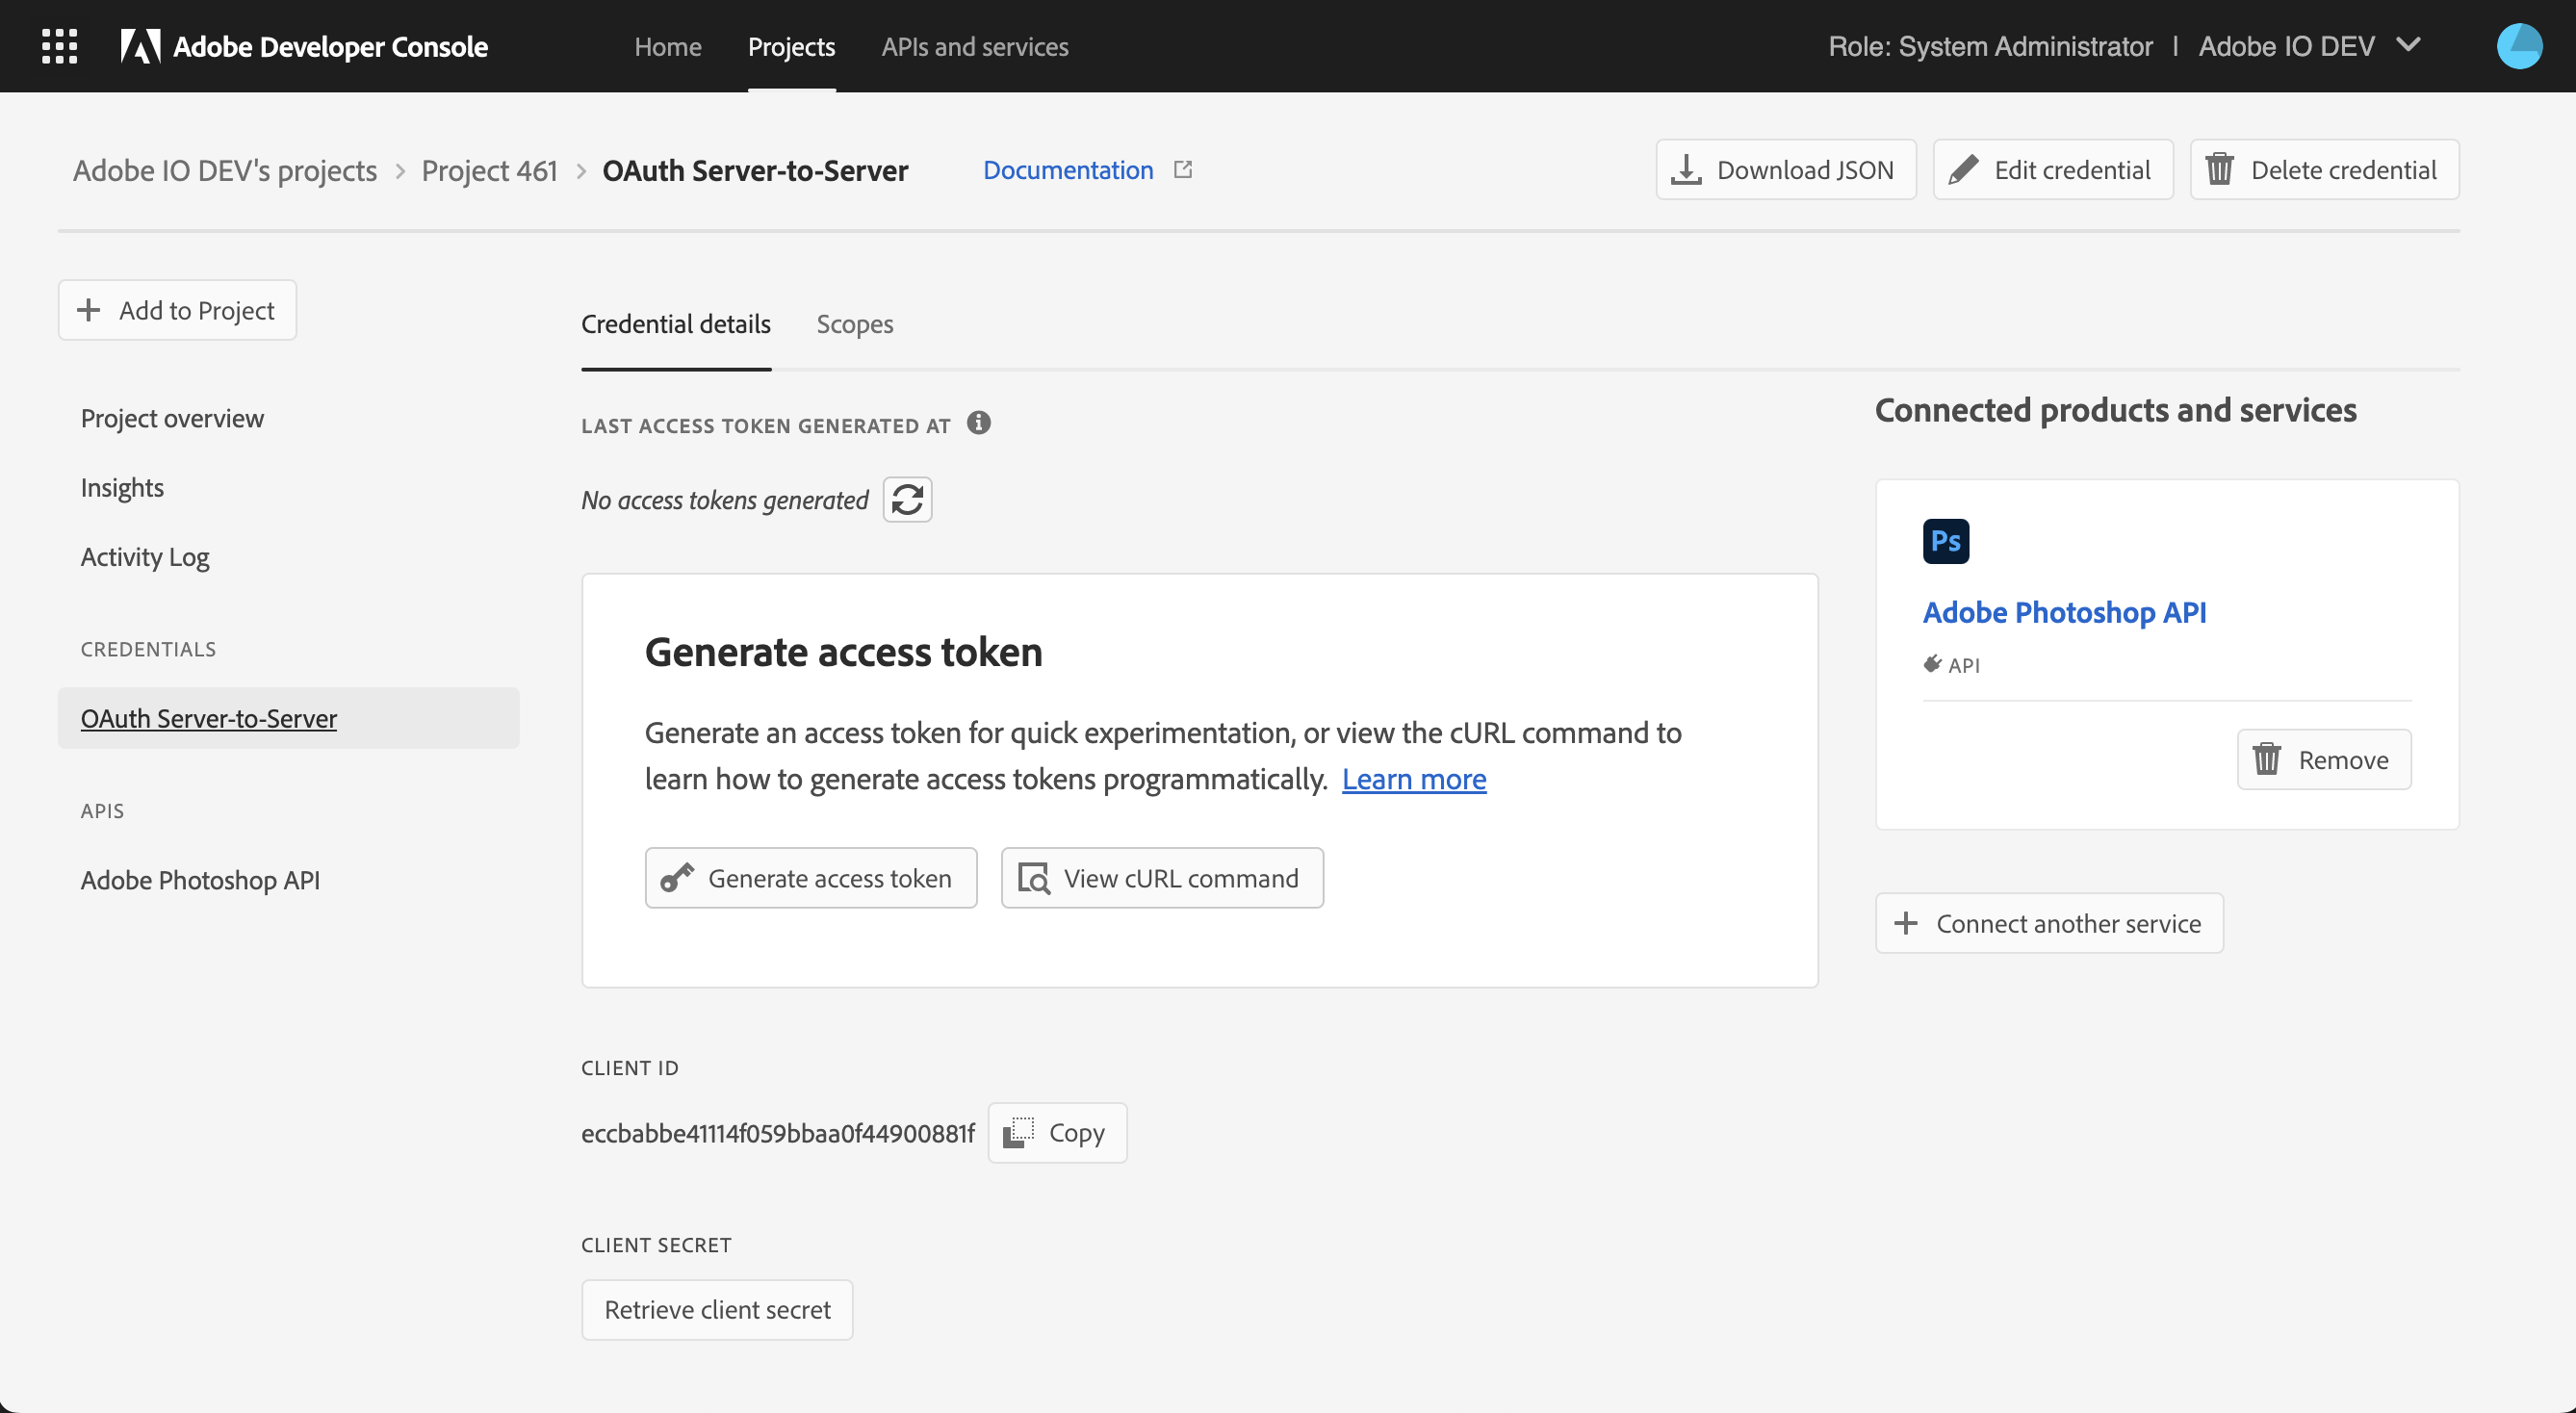 Adobe Developer Console
Home
Projects
APIs and services
Role: System Administrator | Adobe IO DEV
Adobe IO DEV's projects > Project 461 > OAuth Server-to-Server
Documentation
Download JSON
Edit credential
Delete credential
Add to Project
Project overview
Insights
Activity Log
CREDENTIALS
OAuth Server-to-Server
APIS
Adobe Photoshop API
Credential details
Scopes
LAST ACCESS TOKEN GENERATED AT
No access tokens generated
Generate access token
Generate an access token for quick experimentation, or view the cURL command to
learn how to generate access tokens programmatically. Learn more
Generate access token
View cURL command
CLIENT ID
eccbabbe41114f059bbaa0f44900881f
Copy
CLIENT SECRET
Retrieve client secret
Connected products and services
Ps
Adobe Photoshop API
API
Remove
Connect another service